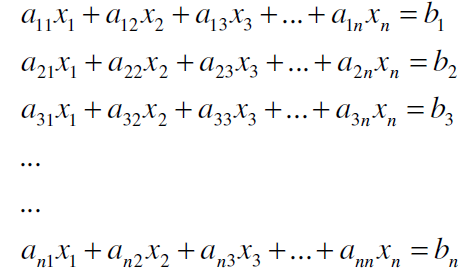 a₁₁x₁ + a₁₂x₂ + a₁₃x₃ + ... + a₁ₙxₙ = b₁
a₂₁x₁ + a₂₂x₂ + a₂₃x₃ + ... + a₂ₙxₙ = b₂
a₃₁x₁ + a₃₂x₂ + a₃₃x₃ + ... + a₃ₙxₙ = b₃
...
...
aₙ₁x₁ + aₙ₂x₂ + aₙ₃x₃ + ... + aₙₙxₙ = bₙ